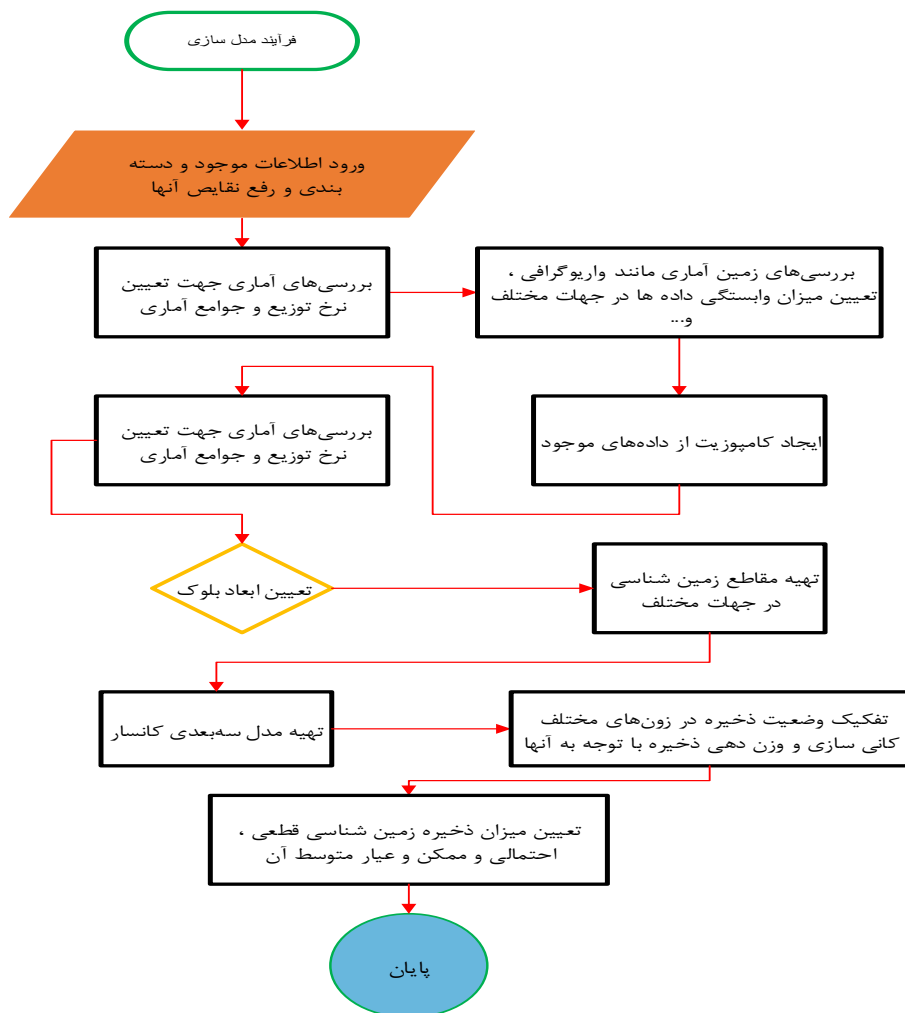 فرآیند مدل سازی
ورود اطلاعات موجود و دسته
بندی و رفع نقایص آنها
بررسی‌های آماری جهت تعیین
نرخ توزیع و جوامع آماری
بررسی‌های زمین آماری مانند واریوگرافی ،
تعیین میزان وابستگی داده ها در جهات مختلف
و...
ایجاد کامپوزیت از داده‌های موجود
بررسی‌های آماری جهت تعیین
نرخ توزیع و جوامع آماری
تعیین ابعاد بلوک
تهیه مقاطع زمین شناسی
در جهات مختلف
تهیه مدل سه‌بعدی کانسار
تفکیک وضعیت ذخیره در زون‌های مختلف
کانی سازی و وزن دهی ذخیره با توجه به آنها
تعیین میزان ذخیره زمین شناسی قطعی ،
احتمالی و ممکن و عیار متوسط آن
پایان